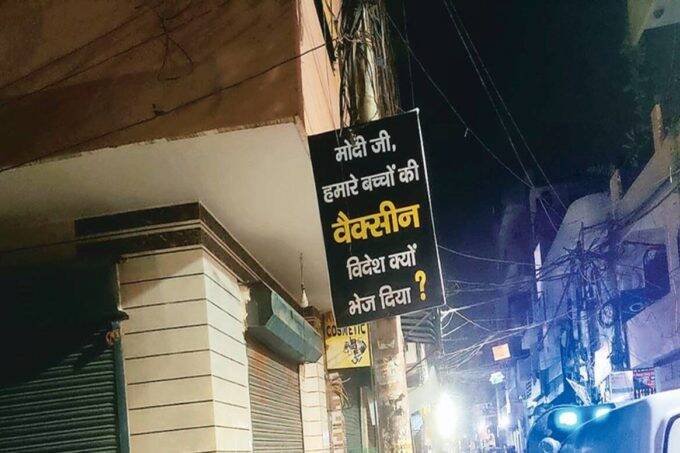 मोदी जी,
हमारे बच्चों की
वैक्सीन
विदेश क्यों
भेज दिया ?
COSMETIC